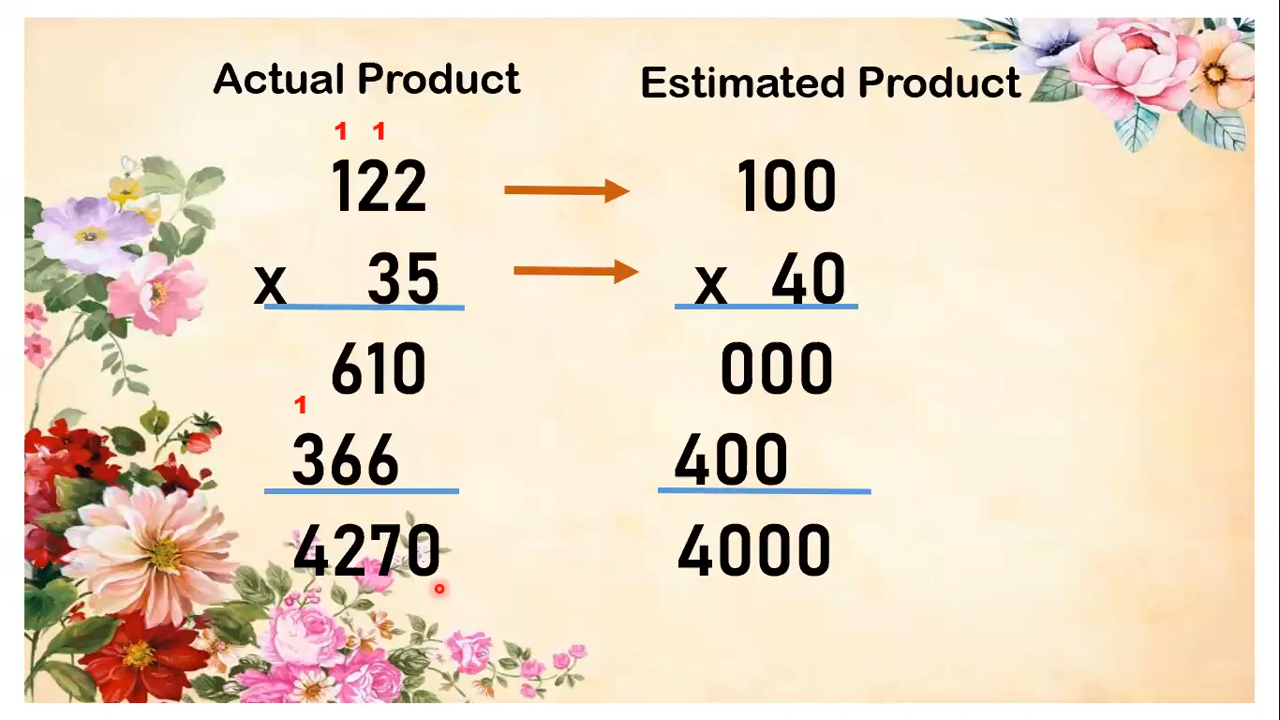 Actual Product
1 1
122
x 35
610
1
366
4270
Estimated Product
100
x 40
000
400
4000